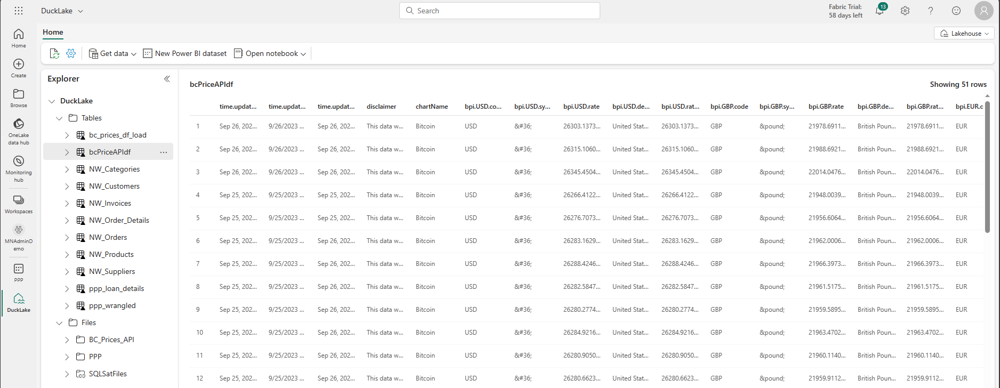 DuckLake
Search
Fabric Trial:
58 days left
13
Home
Create
Browse
OneLake
data hub
Monitoring
hub
Workspaces
MNAdminD
emo
PPP
DuckLake
Home
Lakehouse
Get data
New Power BI dataset
Open notebook
Explorer
DuckLake
Tables
bc_prices_df_load
bcPriceAPIdf
NW_Categories
NW_Customers
NW_Invoices
NW_Order_Details
NW_Orders
NW_Products
NW_Suppliers
ppp_loan_details
ppp_wrangled
Files
BC_Prices_API
PPP
SQLSatFiles
bcPriceAPIdf
Showing 51 rows
time.updat... time.updat... time.updat... disclaimer chartName bpi.USD.co... bpi.USD.sy... bpi.USD.rate bpi.USD.de... bpi.USD.rat... bpi.GBP.code bpi.GBP.sy... bpi.GBP.rate bpi.GBP.de... bpi.GBP.rat... bpi.EUR.c
1 Sep 26, 202... 9/26/2023 ... Sep 26, 202... This data w... Bitcoin USD &#36; 26303.1373... United Stat... 26303.1373... GBP &pound; 21978.6911... British Poun... 21978.6911... EUR
2 Sep 26, 202... 9/26/2023 ... Sep 26, 202... This data w... Bitcoin USD &#36; 26315.1060... United Stat... 26315.1060... GBP &pound; 21988.6921... British Poun... 21988.6921... EUR
3 Sep 26, 202... 9/26/2023 ... Sep 26, 202... This data w... Bitcoin USD &#36; 26345.4504... United Stat... 26345.4504... GBP &pound; 22014.0476... British Poun... 22014.0476... EUR
4 Sep 25, 202... 9/25/2023 ... Sep 25, 202... This data w... Bitcoin USD &#36; 26266.4122... United Stat... 26266.4122... GBP &pound; 21948.0039... British Poun... 21948.0039... EUR
5 Sep 25, 202... 9/25/2023 ... Sep 25, 202... This data w... Bitcoin USD &#36; 26276.7073... United Stat... 26276.7073... GBP &pound; 21956.6064... British Poun... 21956.6064... EUR
6 Sep 25, 202... 9/25/2023 ... Sep 26, 202... This data w... Bitcoin USD &#36; 26283.1629... United Stat... 26283.1629... GBP &pound; 21962.0006... British Poun... 21962.0006... EUR
7 Sep 25, 202... 9/25/2023 ... Sep 26, 202... This data w... Bitcoin USD &#36; 26288.4246... United Stat... 26288.4246... GBP &pound; 21966.3973... British Poun... 21966.3973... EUR
8 Sep 25, 202... 9/25/2023 ... Sep 26, 202... This data w... Bitcoin USD &#36; 26282.5847... United Stat... 26282.5847... GBP &pound; 21961.5175... British Poun... 21961.5175... EUR
9 Sep 25, 202... 9/25/2023 ... Sep 26, 202... This data w... Bitcoin USD &#36; 26280.2774... United Stat... 26280.2774... GBP &pound; 21959.5895... British Poun... 21959.5895... EUR
10 Sep 25, 202... 9/25/2023 ... Sep 26, 202... This data w... Bitcoin USD &#36; 26284.9216... United Stat... 26284.9216... GBP &pound; 21963.4702... British Poun... 21963.4702... EUR
11 Sep 25, 202... 9/25/2023 ... Sep 26, 202... This data w... Bitcoin USD &#36; 26280.9050... United Stat... 26280.9050... GBP &pound; 21960.1140... British Poun... 21960.1140... EUR
12 Sep 25, 202... 9/25/2023 ... Sep 26, 202... This data w... Bitcoin USD &#36; 26280.6623... United Stat... 26280.6623... GBP &pound; 21959.9112... British Poun... 21959.9112... EUR